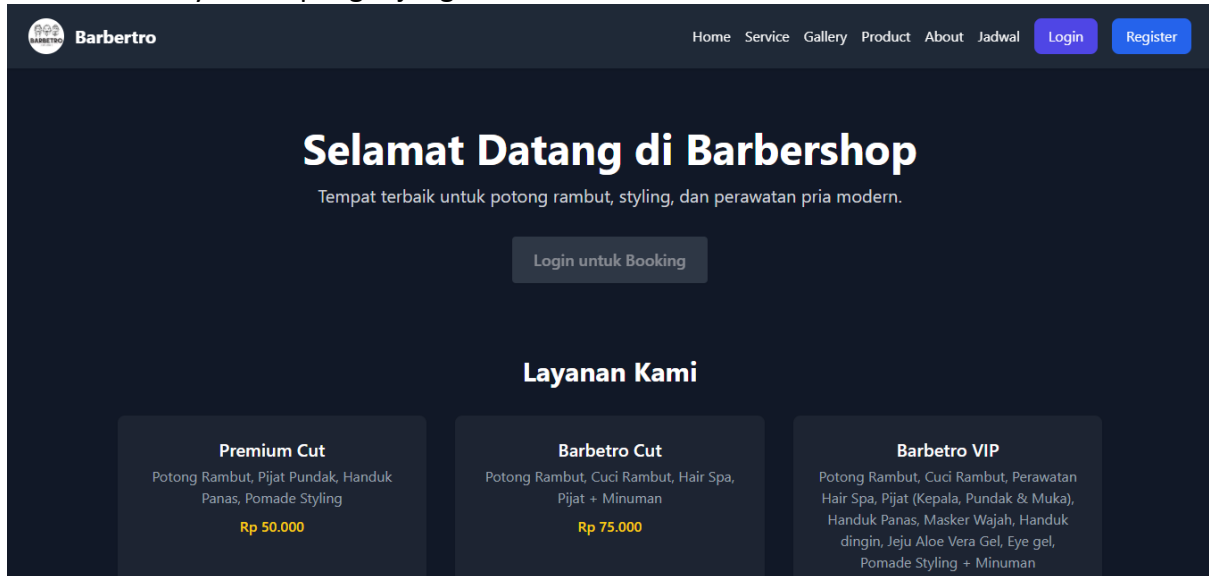 BARBETRO
Barbertro
Home Service Gallery Product About Jadwal Login Register
Selamat Datang di Barbershop
Tempat terbaik untuk potong rambut, styling, dan perawatan pria modern.
Login untuk Booking
Layanan Kami
Premium Cut
Potong Rambut, Pijat Pundak, Handuk
Panas, Pomade Styling
Rp 50.000
Barbetro Cut
Potong Rambut, Cuci Rambut, Hair Spa,
Pijat + Minuman
Rp 75.000
Barbetro VIP
Potong Rambut, Cuci Rambut, Perawatan
Hair Spa, Pijat (Kepala, Pundak & Muka),
Handuk Panas, Masker Wajah, Handuk
dingin, Jeju Aloe Vera Gel, Eye gel,
Pomade Styling + Minuman